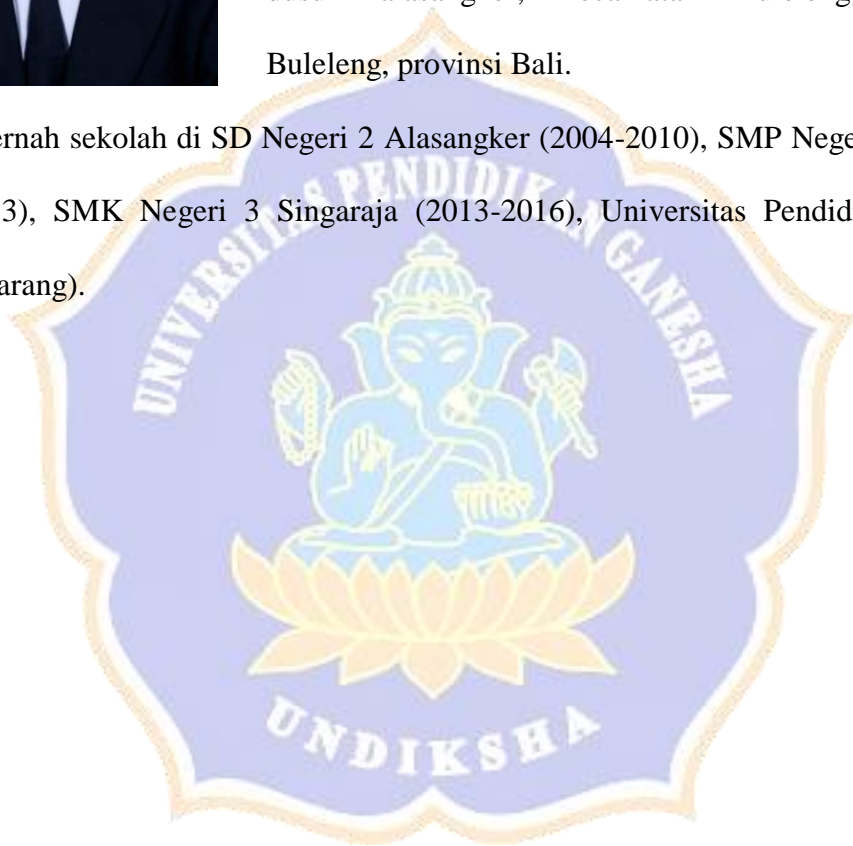 Buleleng, provinsi Bali.
ernah sekolah di SD Negeri 2 Alasangker (2004-2010), SMP Nege
3), SMK Negeri 3 Singaraja (2013-2016), Universitas Pendid
arang).
UNIVERSITAS PENDIDIKAN GANESHA
UNDIKSHA